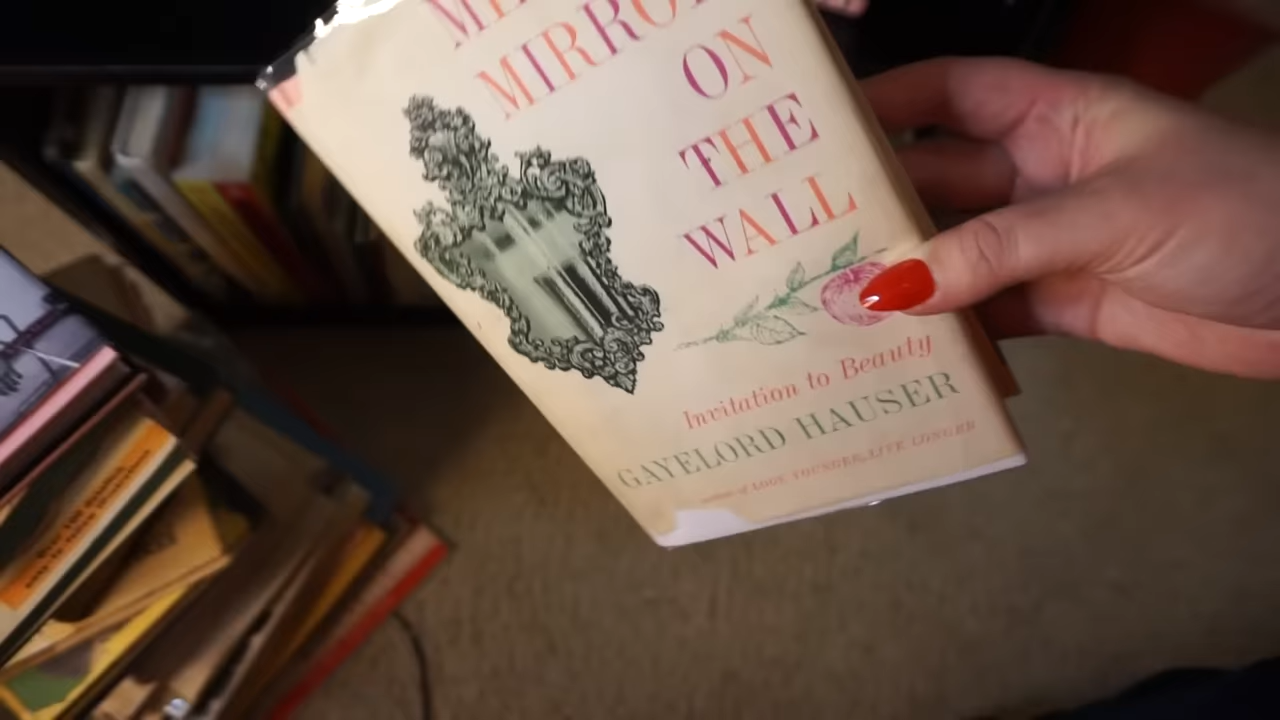 MIRROR
ON
THE
WALL
Invitation to Beauty
GAYELORD HAUSER
author of LOOK YOUNGER, LIVE LONGER